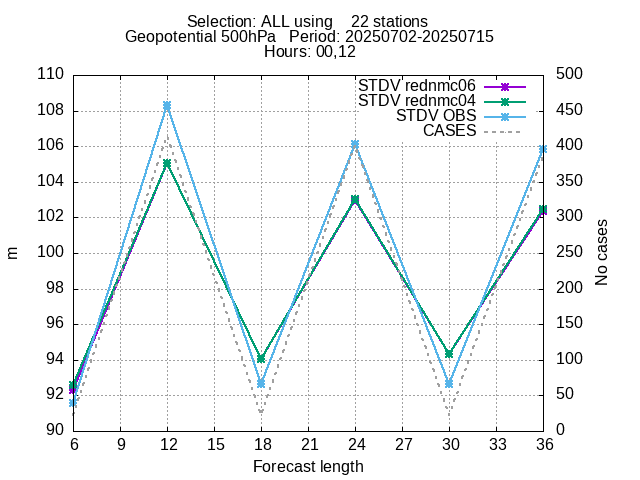 Selection: ALL using    22 stations
Geopotential 500hPa   Period: 20250702-20250715
Hours: 00,12
STDV rednmc06
STDV rednmc04
STDV OBS
CASES
110
108
106
104
102
100
98
96
94
92
90
m
500
450
400
350
300
250
200
150
100
50
0
No cases
6 9 12 15 18 21 24 27 30 33 36
Forecast length